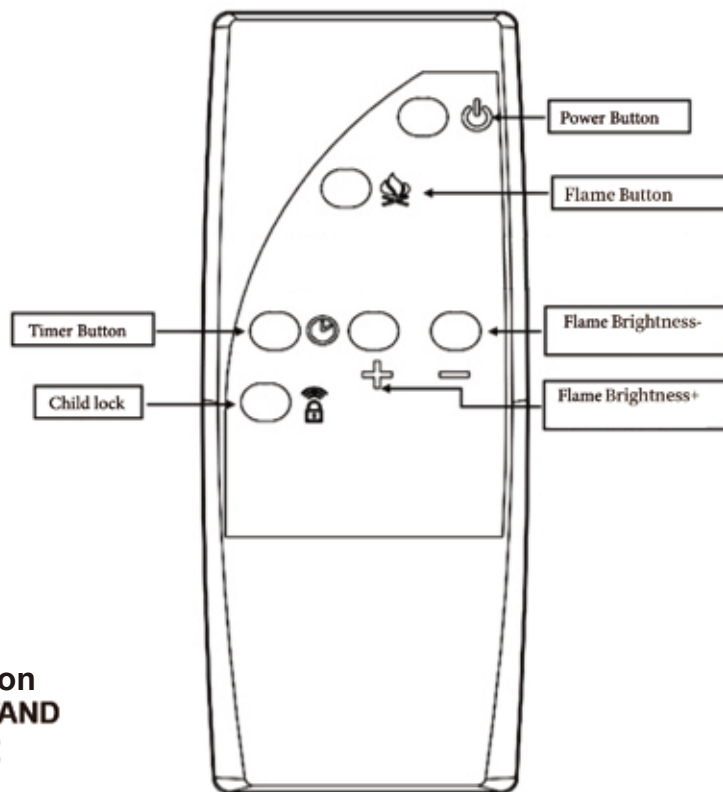 Power Button
Flame Button
Timer Button
Flame Brightness-
Child lock
Flame Brightness+
on
AND